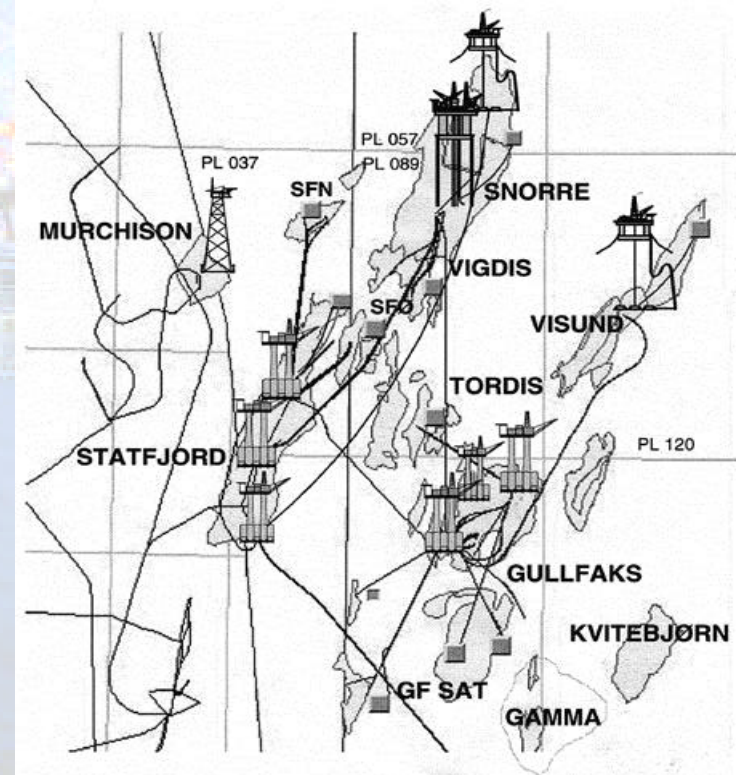 PL 057
PL 037
PL 089
SFN
SNORRE
MURCHISON
VIGDIS
SFØ
VISUND
TORDIS
STATFJORD
PL 120
GULLFAKS
KVITEBJØRN
GF SAT
GAMMA